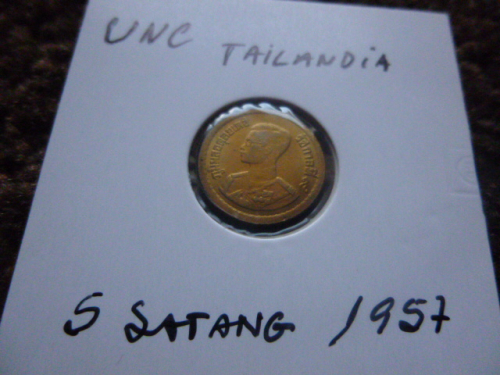 UNC TAILANDIA
5 SATANG 1957